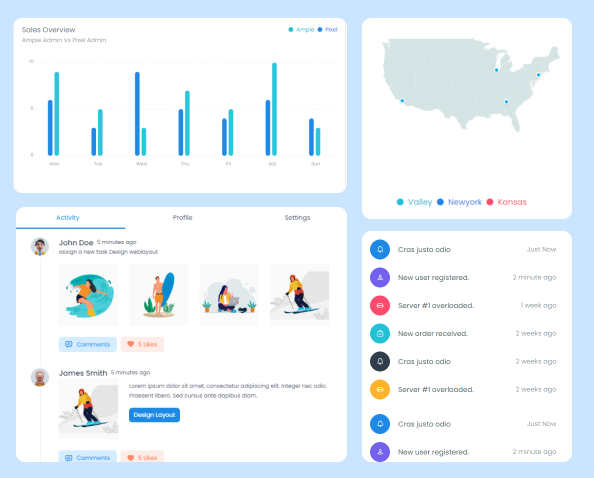 Sales Overview
Ample Admin Vs Pixel Admin
Ample Pixel
10
5
0
Mon Tue Wed Thu Fri Sat Sun
Valley Newyork Kansas
Activity Profile Settings
John Doe 5 minutes ago
assign a new task Design weblayout
Comments 5 Likes
James Smith 5 minutes ago
Lorem ipsum dolor sit amet, consectetur adipiscing elit. Integer nec odio.
Praesent libero. Sed cursus ante dapibus diam.
Design Layout
Comments 5 Likes
Cras justo odio Just Now
New user registered. 2 minute ago
Server #1 overloaded. 1 week ago
New order received. 2 weeks ago
Cras justo odio 2 weeks ago
Server #1 overloaded. 2 weeks ago
Cras justo odio Just Now
New user registered. 2 minute ago